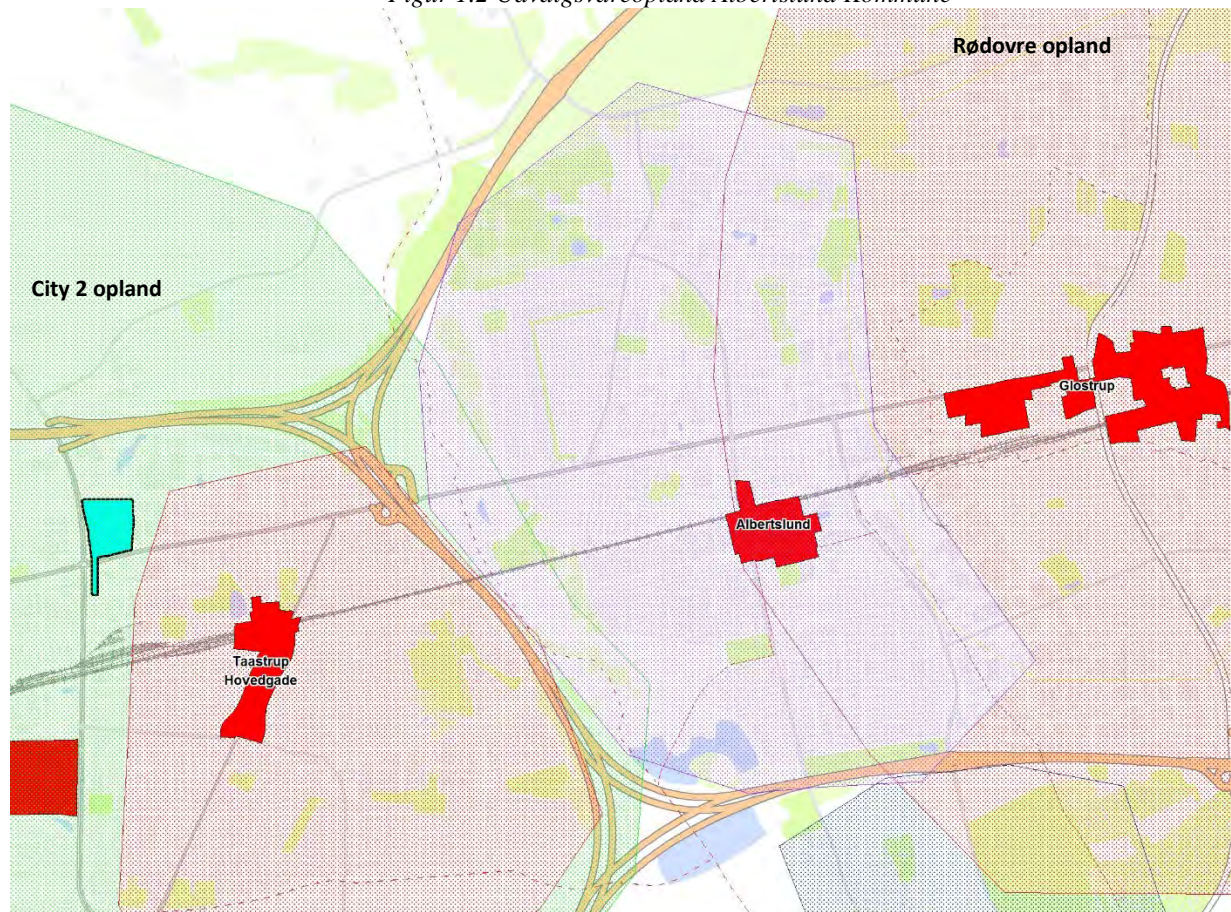 Figur 1.2 Udvalgsvareopland Albertslund Kommune
Rødovre opland
City 2 opland
Glostrup
Albertslund
Taastrup
Hovedgade